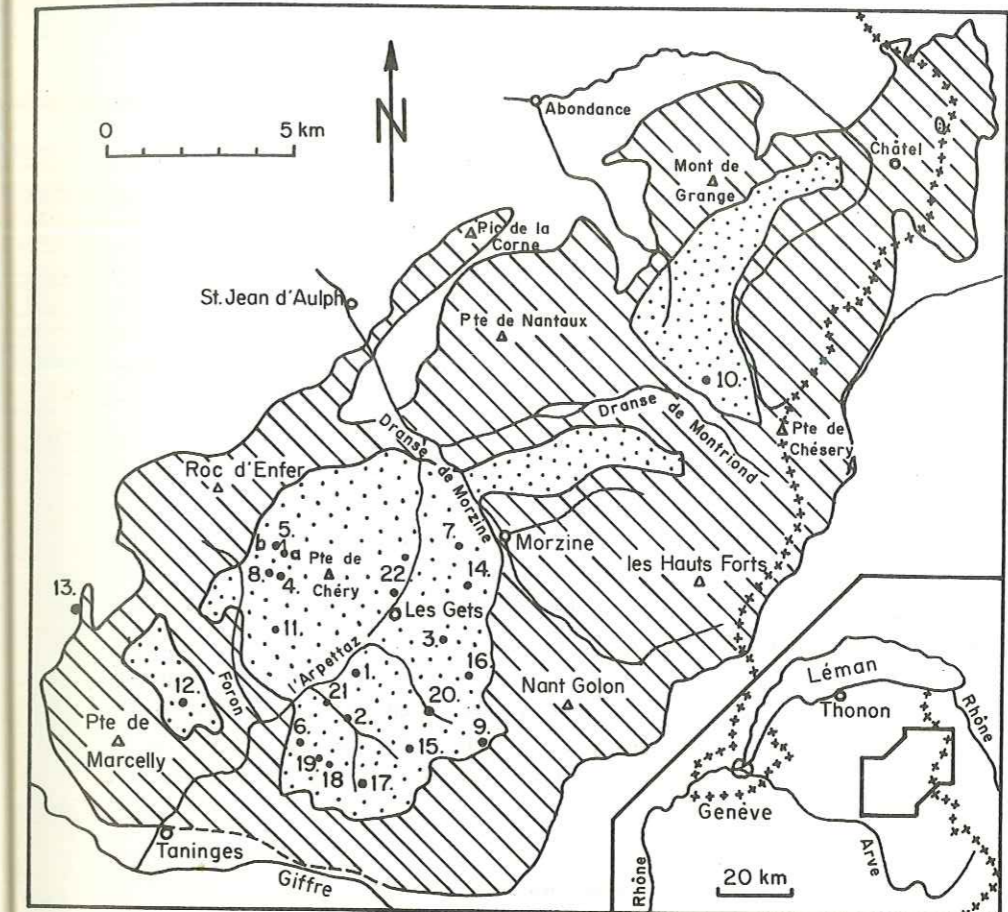 N
0 5 km
Abondance
Châtel
Mont de
Grange
Pic de la
Corne
St. Jean d'Aulph
Pte de Nantaux
10.
Dranse de Montriond
Pte de
Chésery
Dranse de Morzine
Roc d'Enfer
5.
b
a
7.
Morzine
Pte de
Chéry
8.
4.
22.
14.
les Hauts Forts
13.
Les Gets
11.
3.
l'Arpettaz
1.
16.
Foron
12.
21
20.
Nant Golon
2.
Pte de
Marcelly
6.
15.
9.
19.
18.
17.
Taninges
Giffre
Léman
Thonon
Rhône
Genève
Arve
Rhône
20 km